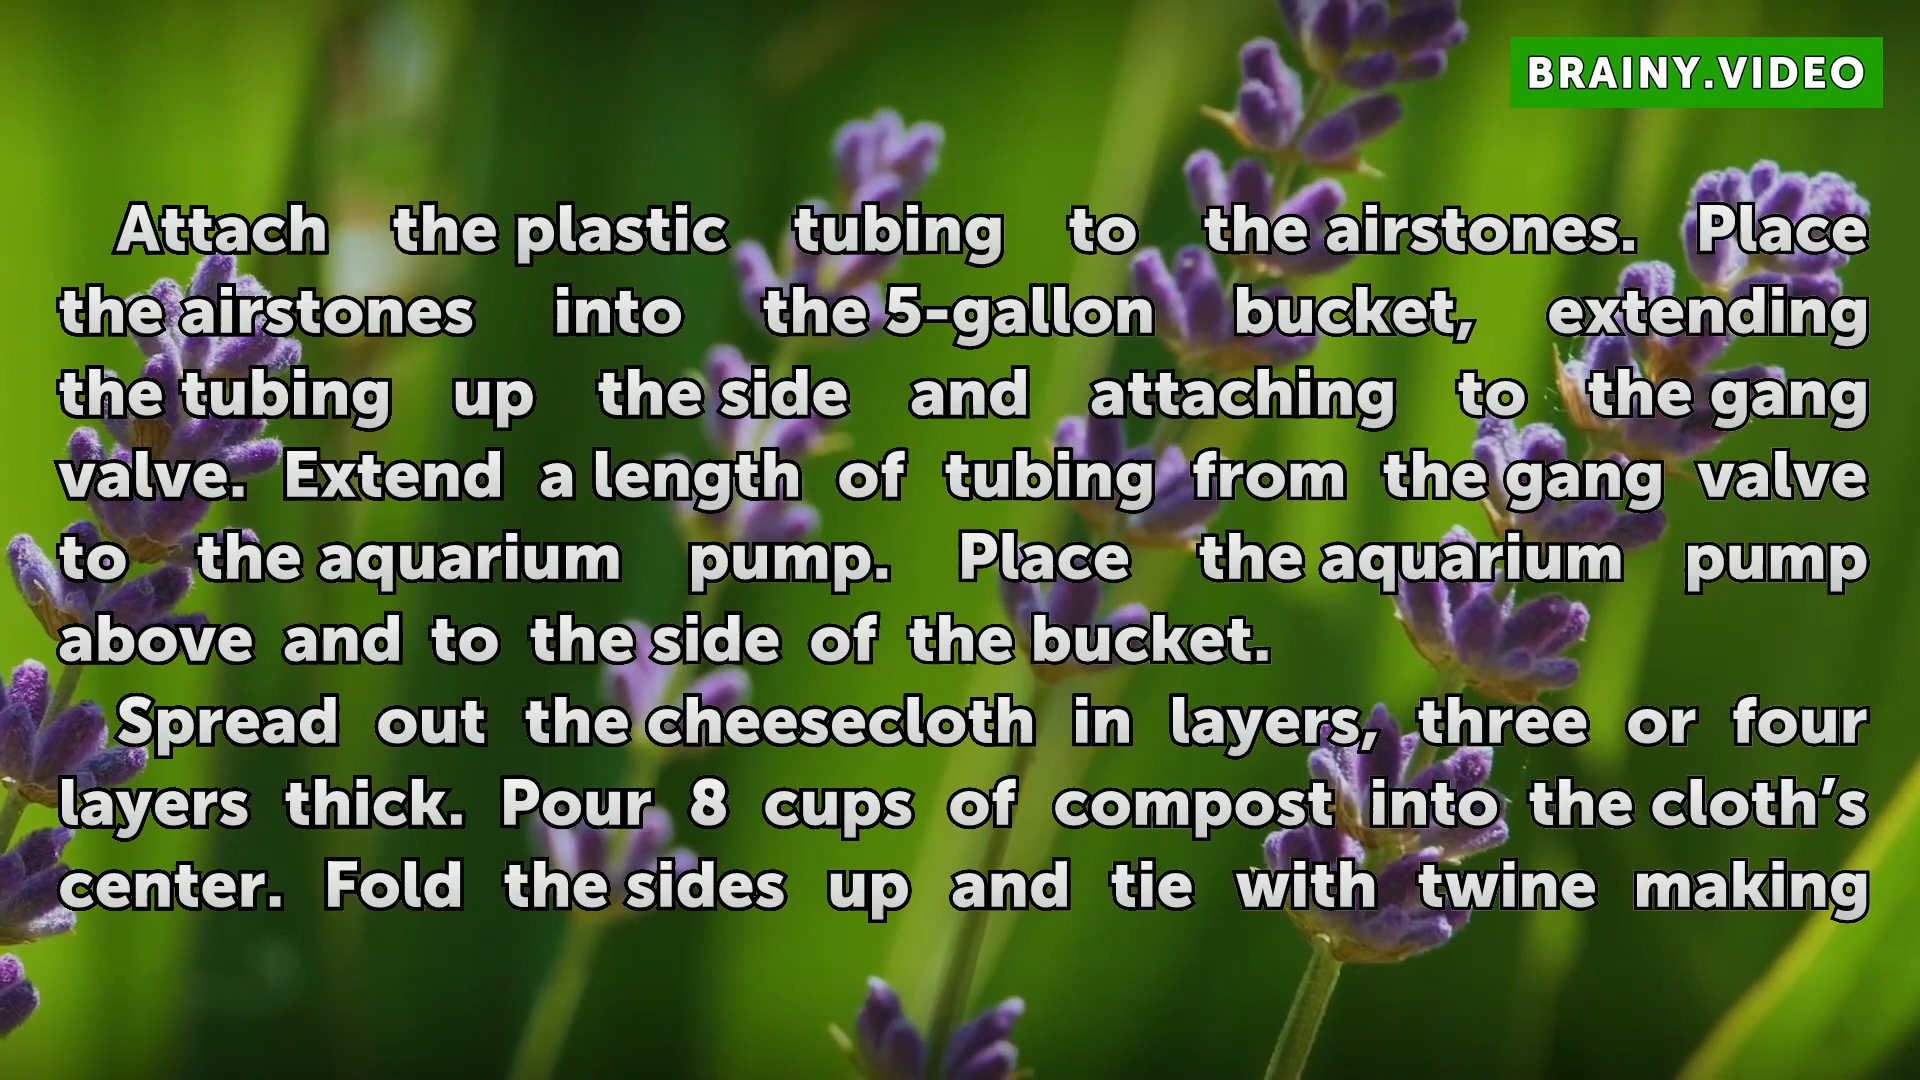 BRAINY.VIDEO
Attach the plastic tubing to the airstones. Place
the airstones into the 5-gallon bucket, extending
the tubing up the side and attaching to the gang
valve. Extend a length of tubing from the gang valve
to the aquarium pump. Place the aquarium pump
above and to the side of the bucket.
Spread out the cheesecloth in layers, three or four
layers thick. Pour 8 cups of compost into the cloth’s
center. Fold the sides up and tie with twine making